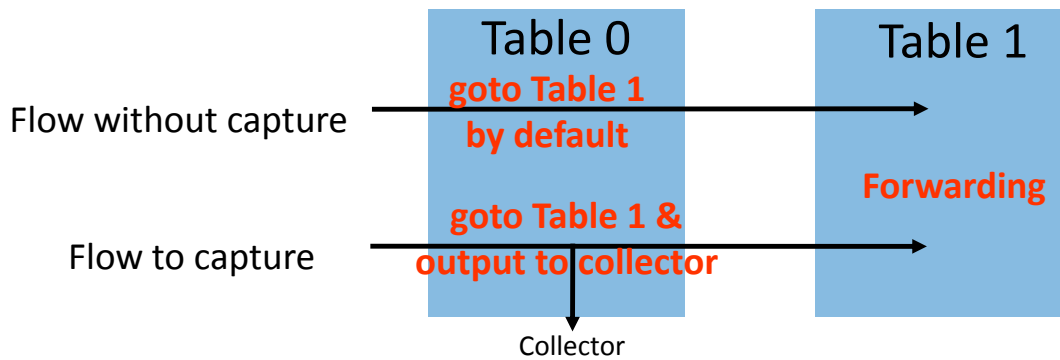 Table 0
Table 1
goto Table 1
by default
Flow without capture
Forwarding
goto Table 1 &
output to collector
Flow to capture
Collector